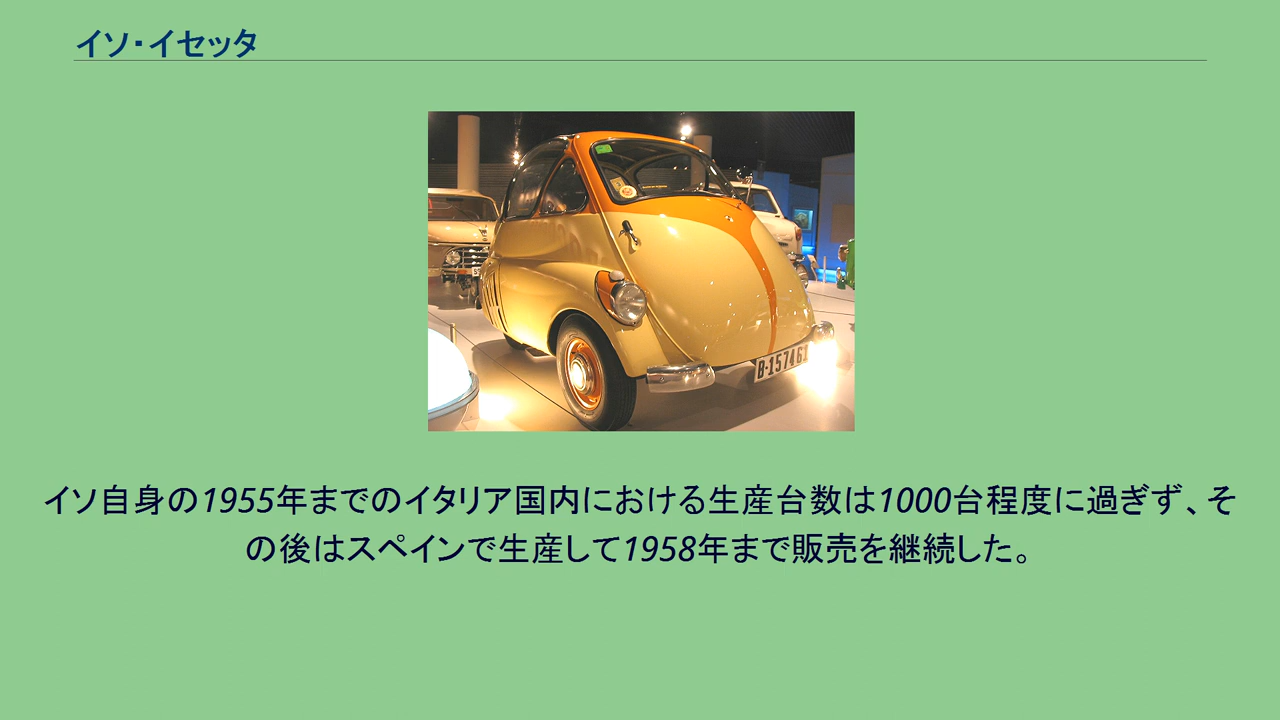 イソ・イセッタ
B·157461
イソ自身の1955年までのイタリア国内における生産台数は1000台程度に過ぎず、そ
の後はスペインで生産して1958年まで販売を継続した。